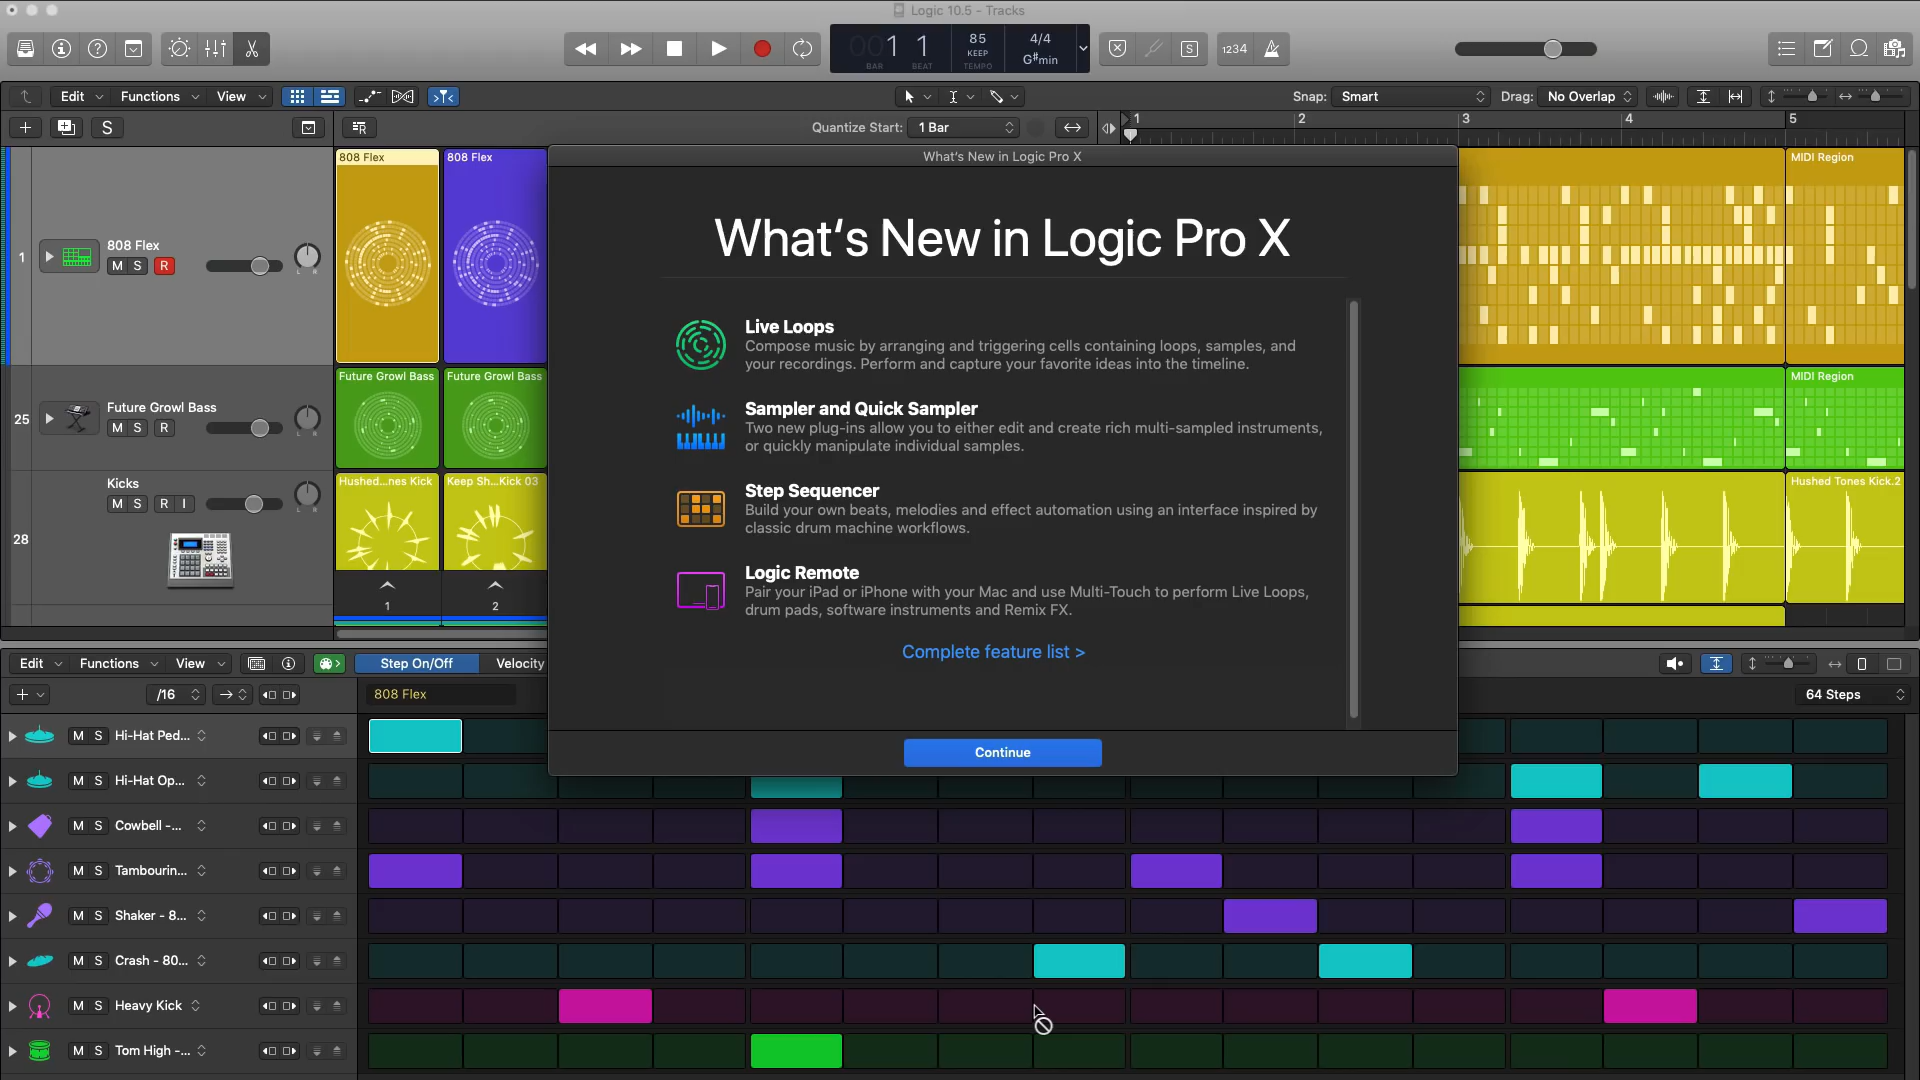 Logic 10.5 - Tracks
001 1
BAR BEAT
85
KEEP
TEMPO
4/4
G#min
S
1234
Edit Functions View
Snap: Smart
Drag: No Overlap
S
Quantize Start: 1 Bar
1 2 3 4 5
1
808 Flex
M S R
L R
808 Flex
808 Flex
MIDI Region
25
Future Growl Bass
M S R
Future Growl Bass
Future Growl Bass
MIDI Region
28
Kicks
M S R I
Hushed...nes Kick
Keep Sh...Kick 03
Hushed Tones Kick.2
1 2
What's New in Logic Pro X
What's New in Logic Pro X
Live Loops
Compose music by arranging and triggering cells containing loops, samples, and
your recordings. Perform and capture your favorite ideas into the timeline.
Sampler and Quick Sampler
Two new plug-ins allow you to either edit and create rich multi-sampled instruments,
or quickly manipulate individual samples.
Step Sequencer
Build your own beats, melodies and effect automation using an interface inspired by
classic drum machine workflows.
Logic Remote
Pair your iPad or iPhone with your Mac and use Multi-Touch to perform Live Loops,
drum pads, software instruments and Remix FX.
Complete feature list >
Continue
Edit Functions View
Step On/Off
Velocity
/16
808 Flex
64 Steps
M S Hi-Hat Ped...
M S Hi-Hat Op...
M S Cowbell -...
M S Tambourin...
M S Shaker - 8...
M S Crash - 80...
M S Heavy Kick
M S Tom High -...